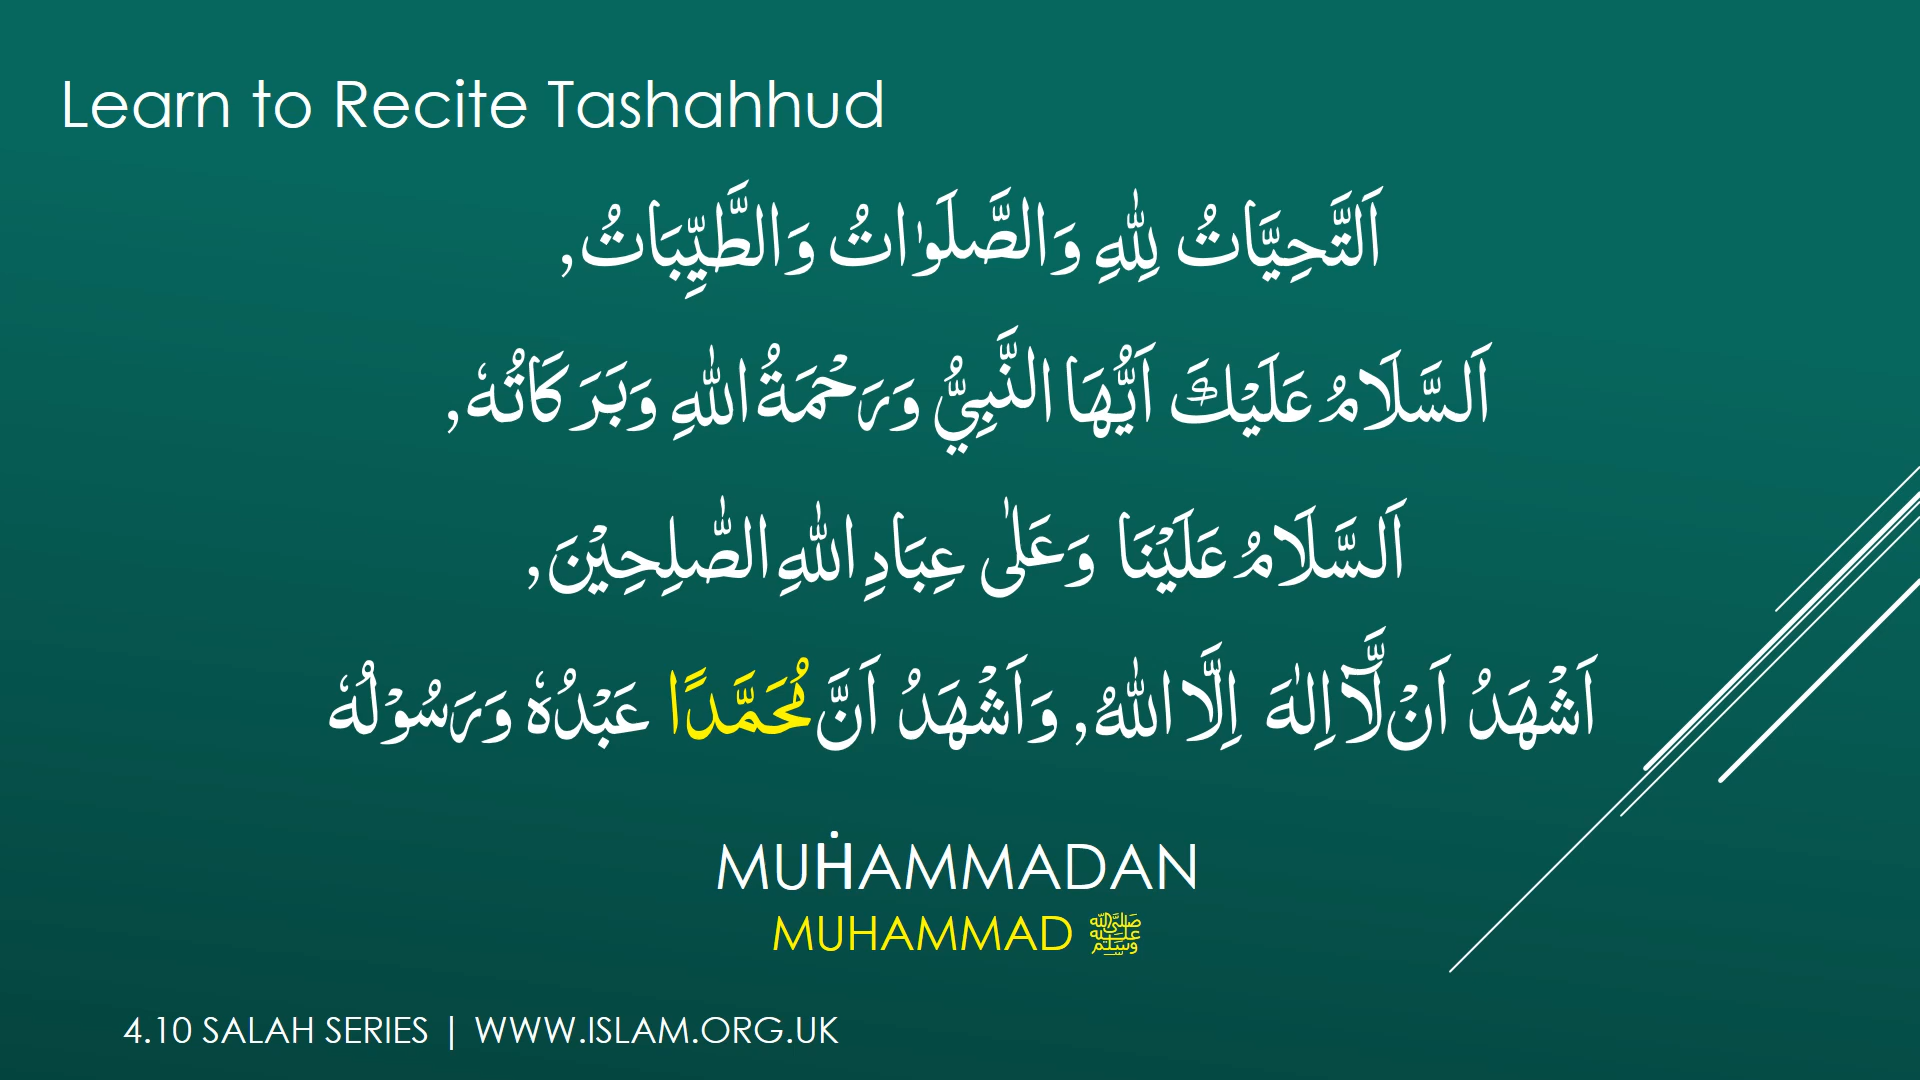 Learn to Recite Tashahhud
اَلتَّحِيَّاتُ لِلّٰهِ وَالصَّلَوٰاتُ وَالطَّيِّبَاتُ,
اَلسَّلَامُ عَلَيْكَ اَيُّهَا النَّبِيُّ وَرَحْمَةُ اللّٰهِ وَبَرَكَاتُهٗ,
اَلسَّلَامُ عَلَيْنَا وَعَلٰى عِبَادِ اللّٰهِ الصّٰلِحِيْنَ,
اَشْهَدُ اَنْ لَّآ اِلٰهَ اِلَّا اللّٰهُ, وَاَشْهَدُ اَنَّ مُحَمَّدًا عَبْدُهٗ وَرَسُوْلُهٗ
MUḢAMMADAN
MUHAMMAD ﷺ
4.10 SALAH SERIES | WWW.ISLAM.ORG.UK